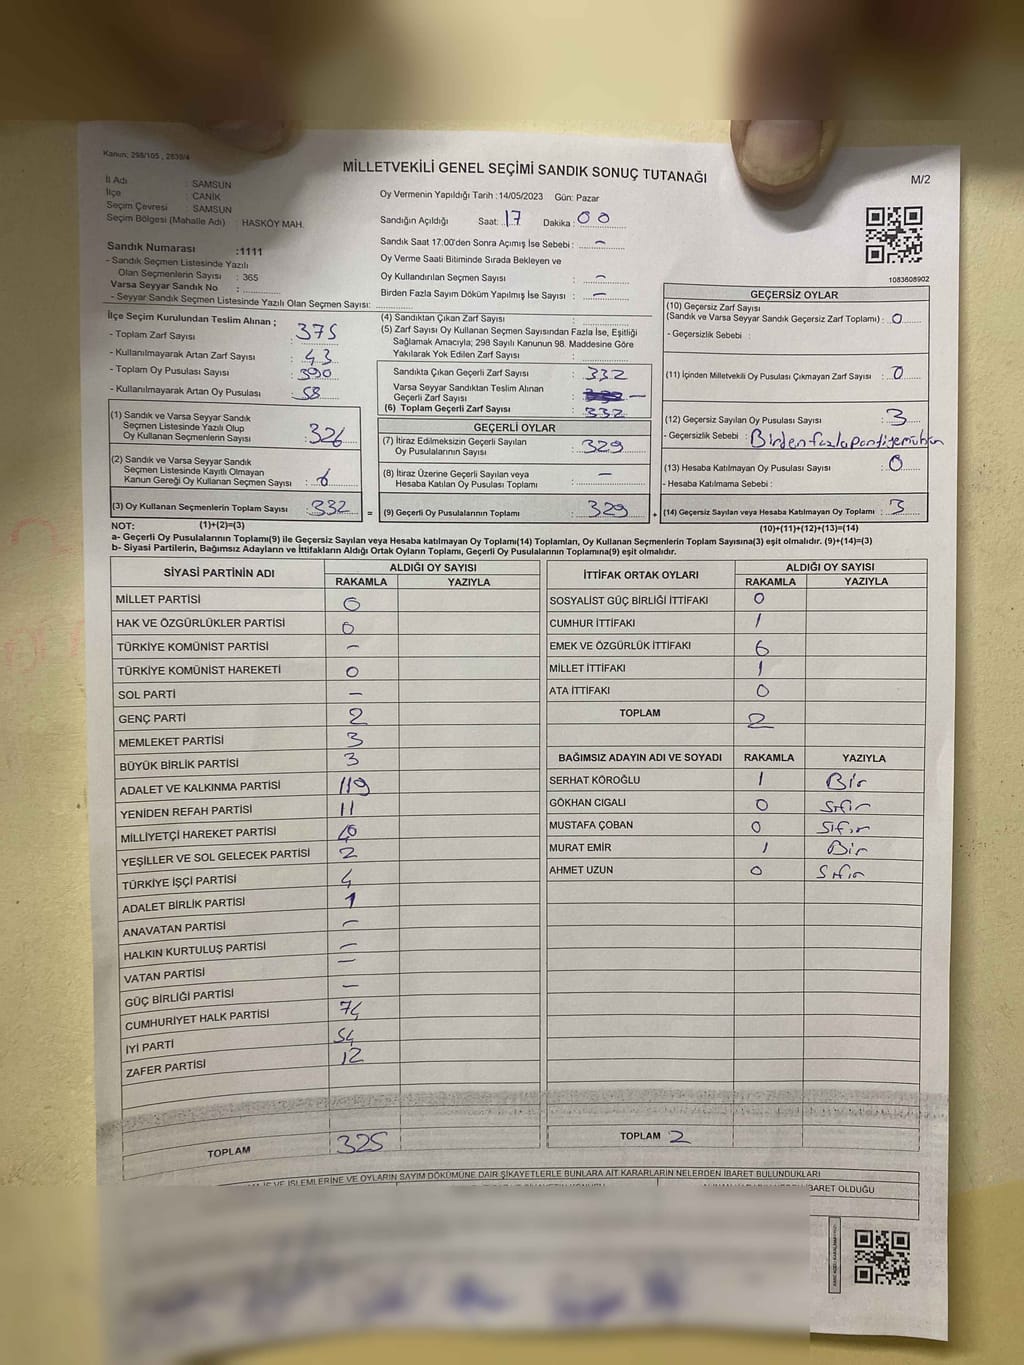 Kanun; 298/105 , 2839/4
MİLLETVEKİLİ GENEL SEÇİMİ SANDIK SONUÇ TUTANAĞI
M/2
İl Adı : SAMSUN
İlçe : CANİK
Seçim Çevresi : SAMSUN
Seçim Bölgesi (Mahalle Adı) : HASKÖY MAH.
Sandık Numarası :1111
- Sandık Seçmen Listesinde Yazılı
Olan Seçmenlerin Sayısı : 365
Varsa Seyyar Sandık No :
- Seyyar Sandık Seçmen Listesinde Yazılı Olan Seçmen Sayısı:
Oy Vermenin Yapıldığı Tarih :14/05/2023 Gün: Pazar
Sandığın Açıldığı Saat: 17 Dakika : 00
Sandık Saat 17:00'den Sonra Açımış İse Sebebi : -
Oy Verme Saati Bitiminde Sırada Bekleyen ve
Oy Kullandırılan Seçmen Sayısı : -
Birden Fazla Sayım Döküm Yapılmış İse Sayısı : -
1083608902
İlçe Seçim Kurulundan Teslim Alınan ;
- Toplam Zarf Sayısı : 375
- Kullanılmayarak Artan Zarf Sayısı : 43
- Toplam Oy Pusulası Sayısı : 390
- Kullanılmayarak Artan Oy Pusulası : 58
(1) Sandık ve Varsa Seyyar Sandık
Seçmen Listesinde Yazılı Olup
Oy Kullanan Seçmenlerin Sayısı : 326
(2) Sandık ve Varsa Seyyar Sandık
Seçmen Listesinde Kayıtlı Olmayan
Kanun Gereği Oy Kullanan Seçmen Sayısı : 6
(3) Oy Kullanan Seçmenlerin Toplam Sayısı : 332
(4) Sandıktan Çıkan Zarf Sayısı :
(5) Zarf Sayısı Oy Kullanan Seçmen Sayısından Fazla İse, Eşitliği
Sağlamak Amacıyla; 298 Sayılı Kanunun 98. Maddesine Göre
Yakılarak Yok Edilen Zarf Sayısı :
Sandıkta Çıkan Geçerli Zarf Sayısı : 332
Varsa Seyyar Sandıktan Teslim Alınan
Geçerli Zarf Sayısı : -
(6) Toplam Geçerli Zarf Sayısı : 332
GEÇERLİ OYLAR
(7) İtiraz Edilmeksizin Geçerli Sayılan
Oy Pusulalarının Sayısı : 329
(8) İtiraz Üzerine Geçerli Sayılan veya
Hesaba Katılan Oy Pusulası Toplamı : -
= (9) Geçerli Oy Pusulalarının Toplamı : 329
GEÇERSİZ OYLAR
(10) Geçersiz Zarf Sayısı
(Sandık ve Varsa Seyyar Sandık Geçersiz Zarf Toplamı) : 0
- Geçersizlik Sebebi :
(11) İçinden Milletvekili Oy Pusulası Çıkmayan Zarf Sayısı : 0
(12) Geçersiz Sayılan Oy Pusulası Sayısı : 3
- Geçersizlik Sebebi : Birden fazla partiye mühür
(13) Hesaba Katılmayan Oy Pusulası Sayısı : 0
- Hesaba Katılmama Sebebi :
+ (14) Geçersiz Sayılan veya Hesaba Katılmayan Oy Toplamı : 3
NOT: (1)+(2)=(3)
(10)+(11)+(12)+(13)=(14)
a- Geçerli Oy Pusulalarının Toplamı(9) ile Geçersiz Sayılan veya Hesaba katılmayan Oy Toplamı(14) Toplamları, Oy Kullanan Seçmenlerin Toplam Sayısına(3) eşit olmalıdır. (9)+(14)=(3)
b- Siyasi Partilerin, Bağımsız Adayların ve İttifakların Aldığı Ortak Oyların Toplamı, Geçerli Oy Pusulalarının Toplamına(9) eşit olmalıdır.
SİYASİ PARTİNİN ADI ALDIĞI OY SAYISI
RAKAMLA YAZIYLA
MİLLET PARTİSİ 0
HAK VE ÖZGÜRLÜKLER PARTİSİ 0
TÜRKİYE KOMÜNİST PARTİSİ -
TÜRKİYE KOMÜNİST HAREKETİ 0
SOL PARTİ -
GENÇ PARTİ 2
MEMLEKET PARTİSİ 3
BÜYÜK BİRLİK PARTİSİ 3
ADALET VE KALKINMA PARTİSİ 119
YENİDEN REFAH PARTİSİ 11
MİLLİYETÇİ HAREKET PARTİSİ 40
YEŞİLLER VE SOL GELECEK PARTİSİ 2
TÜRKİYE İŞÇİ PARTİSİ 4
ADALET BİRLİK PARTİSİ 1
ANAVATAN PARTİSİ -
HALKIN KURTULUŞ PARTİSİ -
VATAN PARTİSİ -
GÜÇ BİRLİĞİ PARTİSİ -
CUMHURİYET HALK PARTİSİ 74
İYİ PARTİ 54
ZAFER PARTİSİ 12
TOPLAM 325
İTTİFAK ORTAK OYLARI ALDIĞI OY SAYISI
RAKAMLA YAZIYLA
SOSYALİST GÜÇ BİRLİĞİ İTTİFAKI 0
CUMHUR İTTİFAKI 1
EMEK VE ÖZGÜRLÜK İTTİFAKI 6
MİLLET İTTİFAKI 1
ATA İTTİFAKI 0
TOPLAM 2
BAĞIMSIZ ADAYIN ADI VE SOYADI RAKAMLA YAZIYLA
SERHAT KÖROĞLU 1 Bir
GÖKHAN CIGALI 0 Sıfır
MUSTAFA ÇOBAN 0 Sıfır
MURAT EMİR 1 Bir
AHMET UZUN 0 Sıfır
TOPLAM 2
İŞLEMLERİNE VE OYLARIN SAYIM DÖKÜMÜNE DAİR ŞİKAYETLERLE BUNLARA AİT KARARLARIN NELERDEN İBARET BULUNDUKLARI
İBARET OLDUĞU